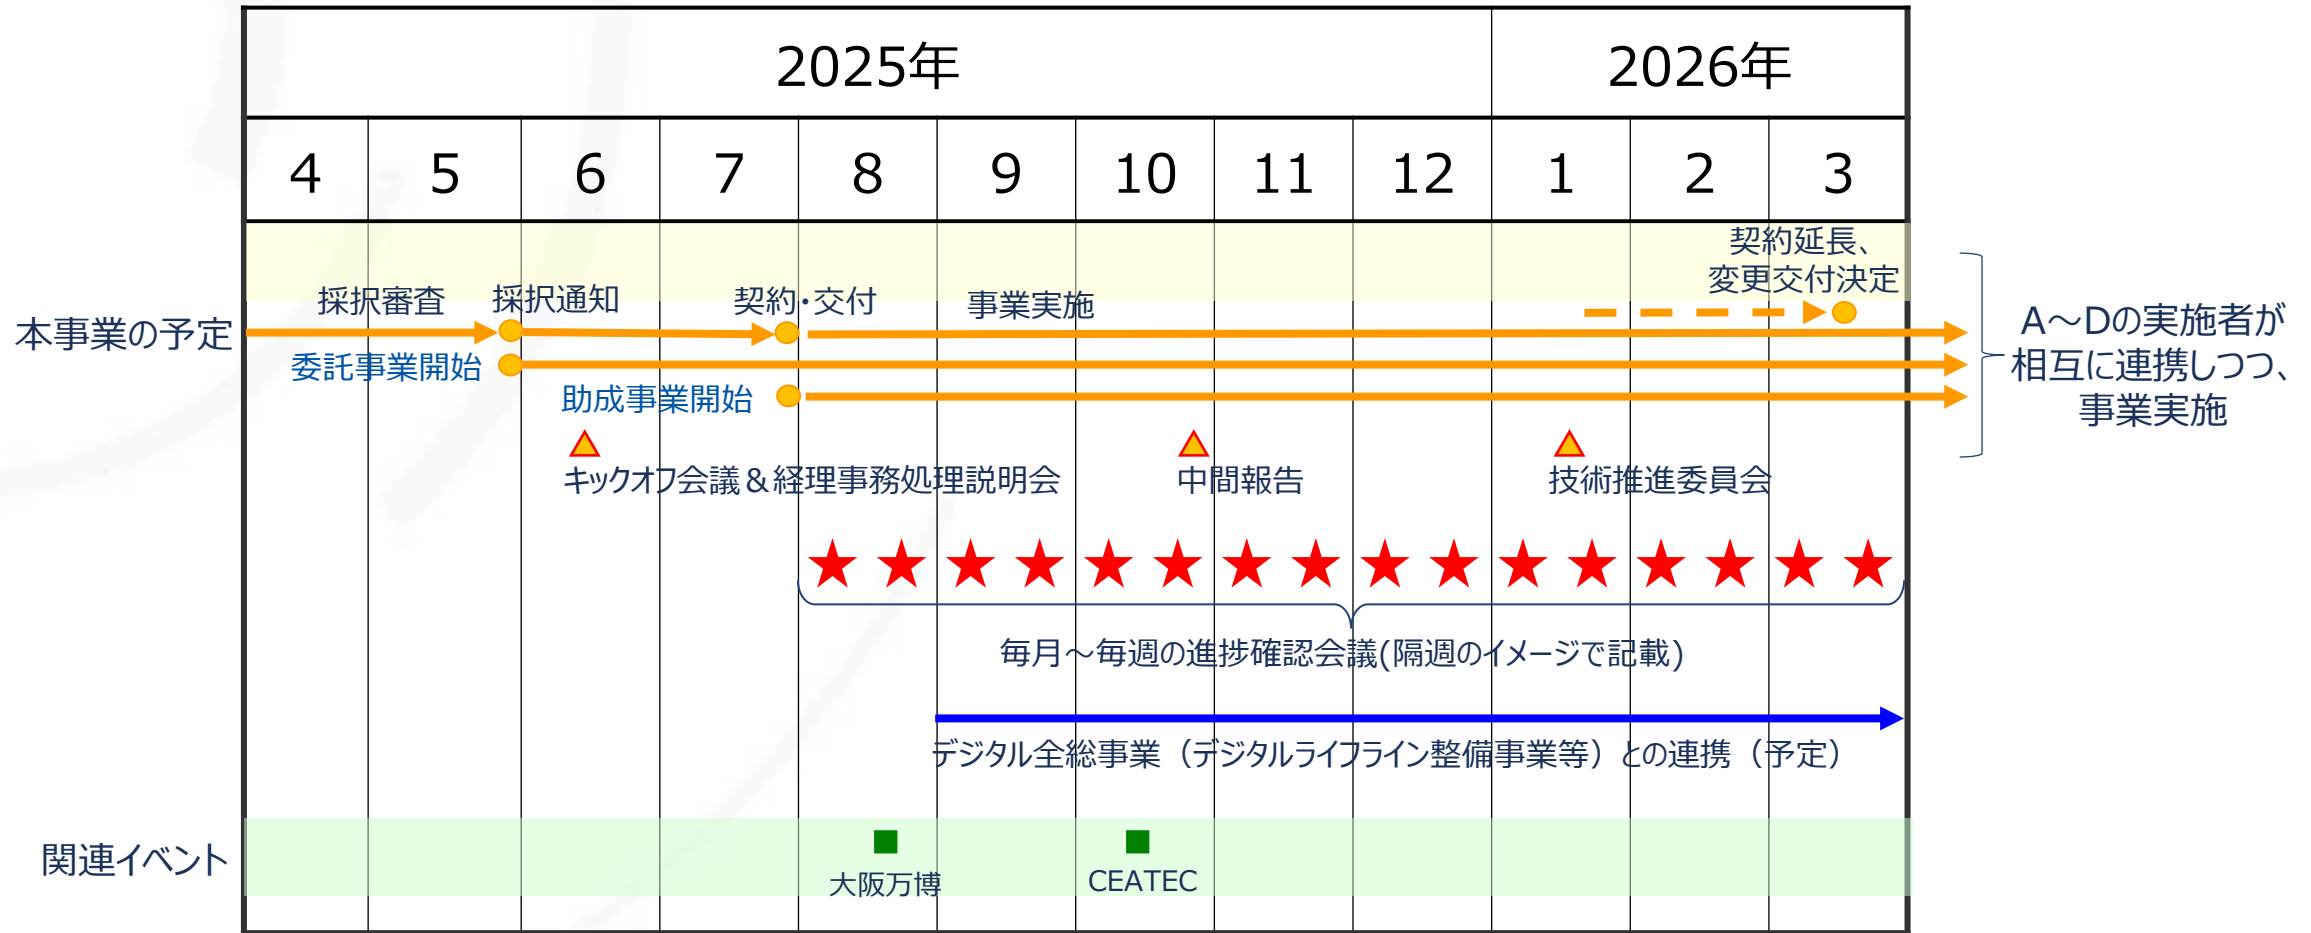 2025年
2026年
4
5
6
7
8
9
10
11
12
1
2
3
契約延長、
変更交付決定
採択審査
採択通知
契約・交付
事業実施
本事業の予定
委託事業開始
助成事業開始
A～Dの実施者が
相互に連携しつつ、
事業実施
キックオフ会議＆経理事務処理説明会
中間報告
技術推進委員会
毎月～毎週の進捗確認会議(隔週のイメージで記載)
デジタル全総事業（デジタルライフライン整備事業等）との連携（予定）
関連イベント
大阪万博
CEATEC